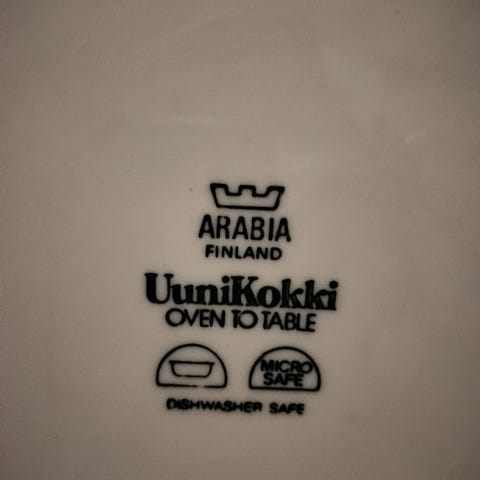 ARABIA
FINLAND
UuniKokki
OVEN TO TABLE
MICRO
SAFE
DISHWASHER SAFE